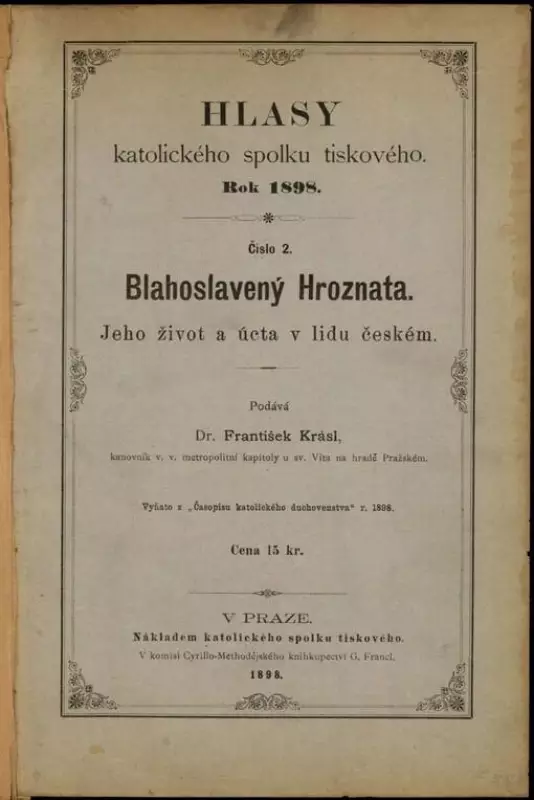 HLASY
katolického spolku tiskového.
Rok 1898.
Číslo 2.
Blahoslavený Hroznata.
Jeho život a úcta v lidu českém.
Podává
Dr. František Krásl,
kanovník v. v. metropolitní kapitoly u sv. Víta na hradě Pražském.
Vyňato z „Časopisu katolického duchovenstva“ r. 1898.
Cena 15 kr.
V PRAZE.
Nákladem katolického spolku tiskového.
V komisi Cyrillo-Methodějského knihkupectví G. Francl.
1898.